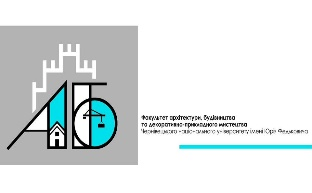 АБ
Факультет архітектури, будівництва
та декоративно-прикладного мистецтва
Чернівецького національного університету імені Юрія Федьковича